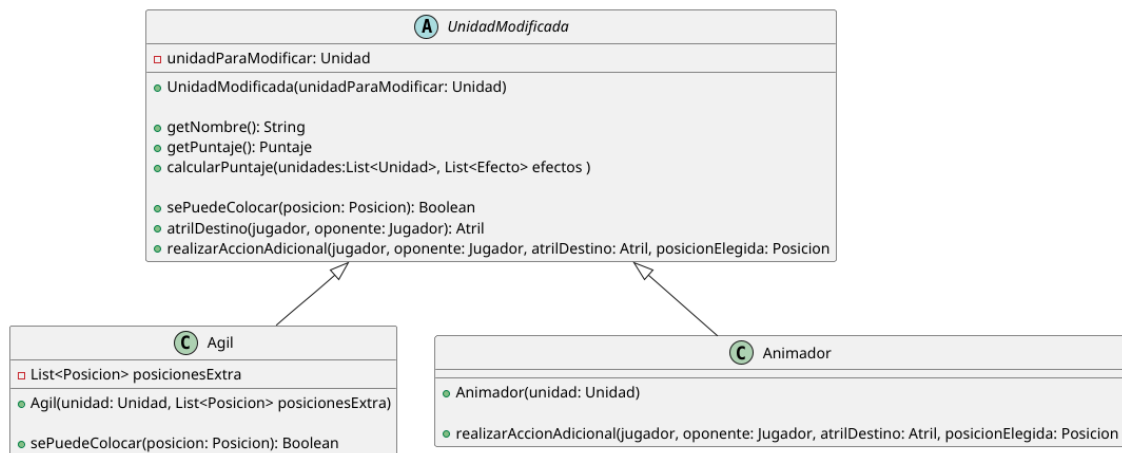 A UnidadModificada
unidadParaModificar: Unidad
UnidadModificada(unidadParaModificar: Unidad)
getNombre(): String
getPuntaje(): Puntaje
calcularPuntaje(unidades:List<Unidad>, List<Efecto> efectos )
sePuedeColocar(posicion: Posicion): Boolean
atrilDestino(jugador, oponente: Jugador): Atril
realizarAccionAdicional(jugador, oponente: Jugador, atrilDestino: Atril, posicionElegida: Posicion
C Agil
List<Posicion> posicionesExtra
Agil(unidad: Unidad, List<Posicion> posicionesExtra)
sePuedeColocar(posicion: Posicion): Boolean
C Animador
Animador(unidad: Unidad)
realizarAccionAdicional(jugador, oponente: Jugador, atrilDestino: Atril, posicionElegida: Posicion